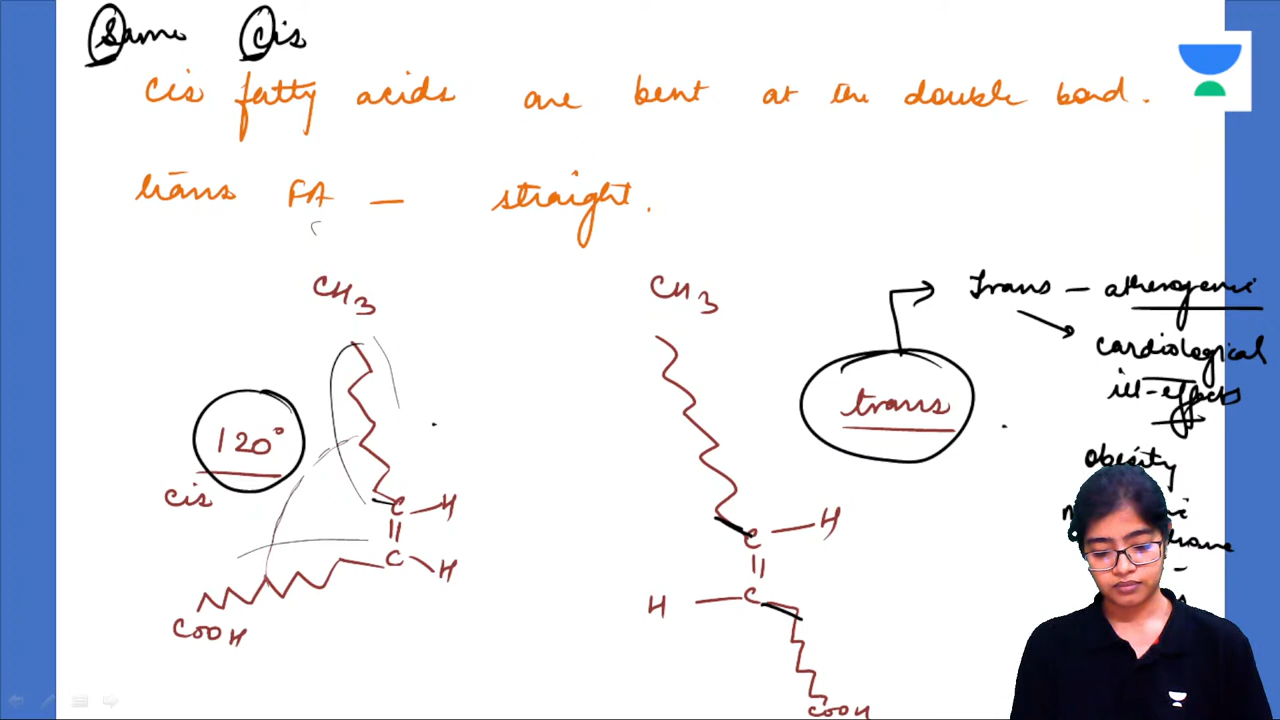 Same Cis
Cis fatty acids are bent at the double bond.
trans FA — straight.
CH3
120°
cis
C
H
C
H
COOH
CH3
trans
C
H
H
C
COOH
Trans - atherogenic
cardiological
ill-effects
obesity